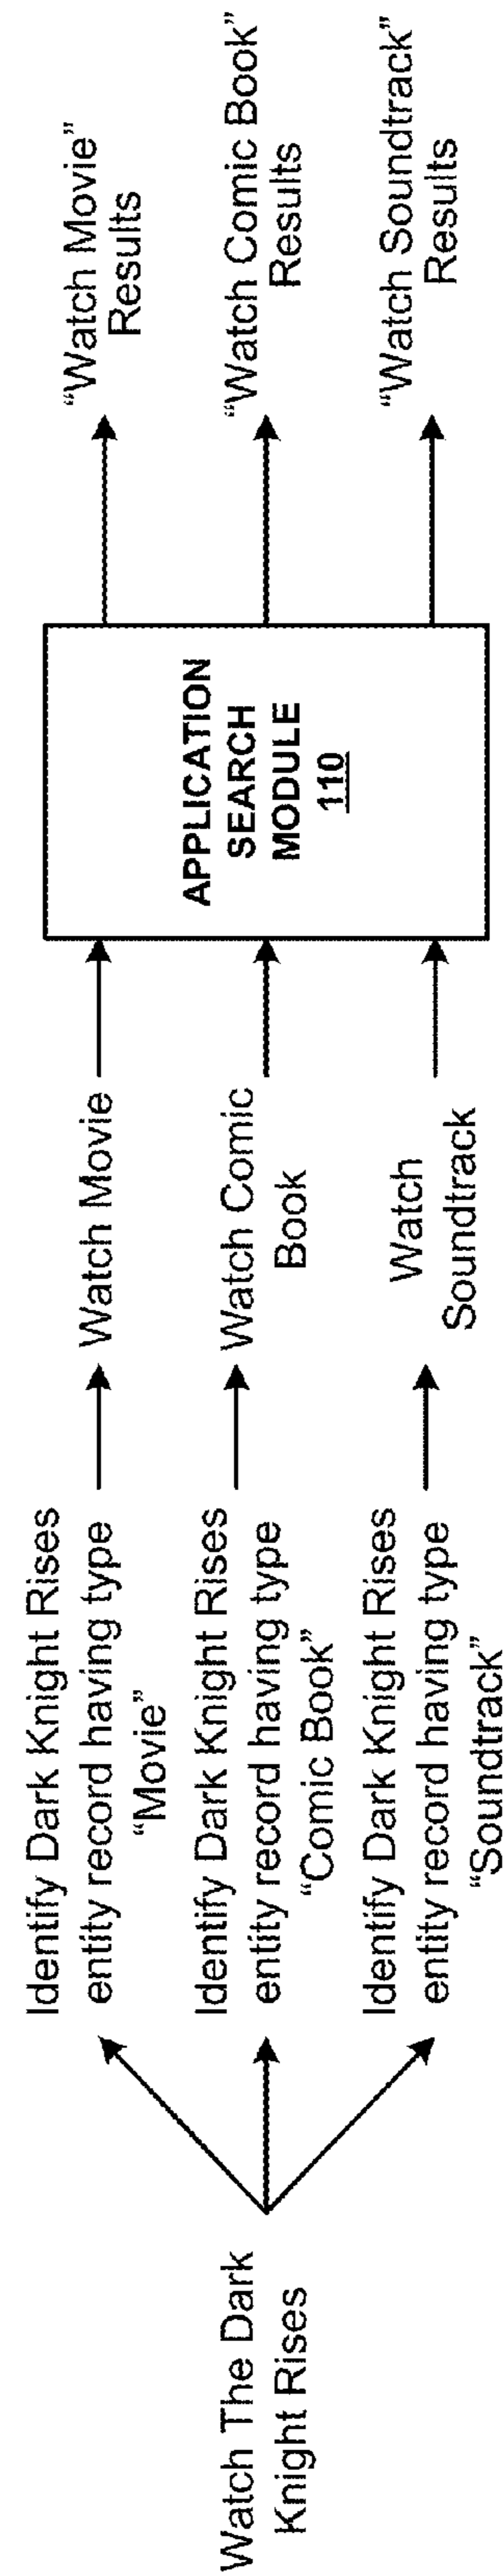 Watch The Dark
Knight Rises
Identify Dark Knight Rises
entity record having type
“Movie”
Identify Dark Knight Rises
entity record having type
“Comic Book”
Identify Dark Knight Rises
entity record having type
“Soundtrack”
Watch Movie
Watch Comic
Book
Watch
Soundtrack
APPLICATION
SEARCH
MODULE
110
“Watch Movie”
Results
“Watch Comic Book”
Results
“Watch Soundtrack”
Results